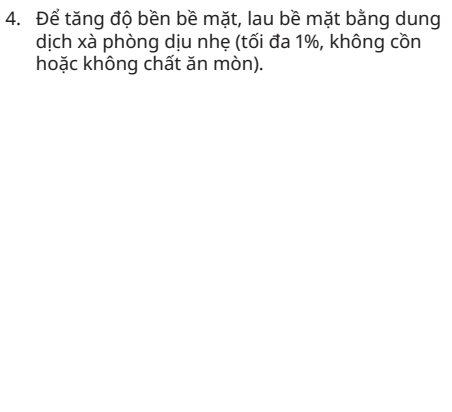 4. Để tăng độ bền bề mặt, lau bề mặt bằng dung
dịch xà phòng dịu nhẹ (tối đa 1%, không cồn
hoặc không chất ăn mòn).